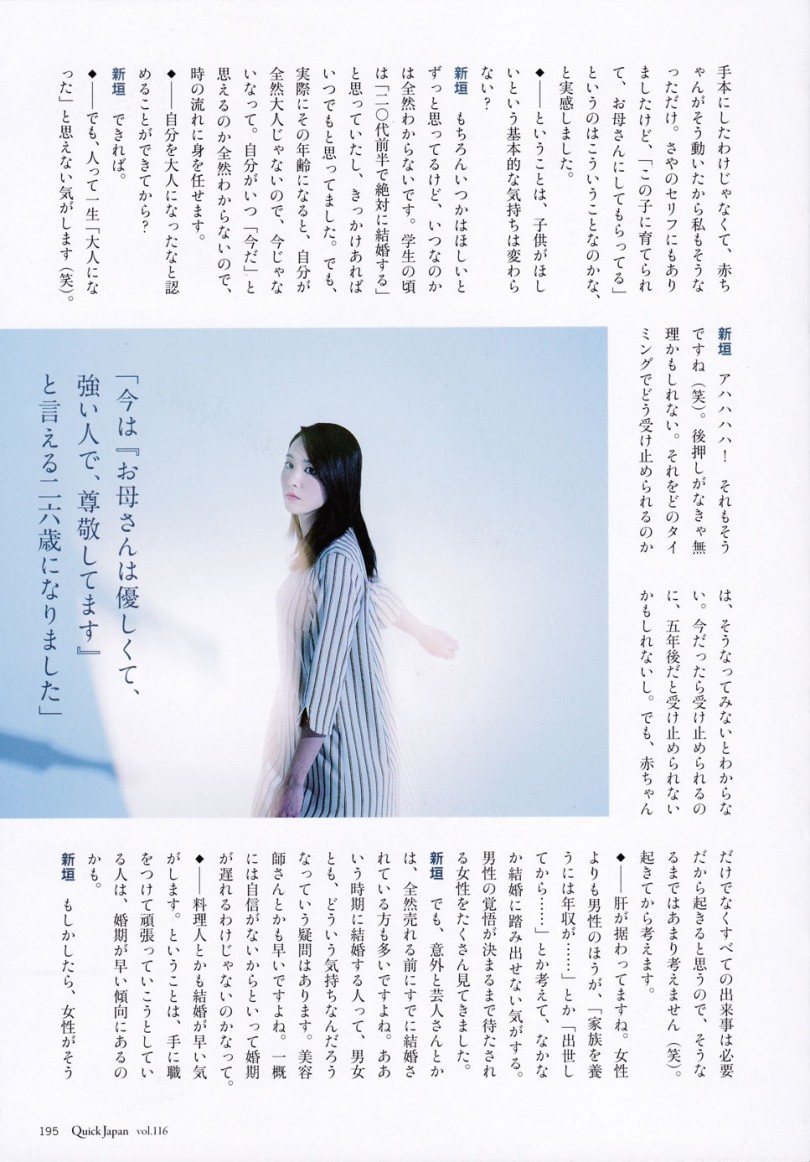 手本にしたわけじゃなくて、赤ち
ゃんがそう動いたから私もそうな
っただけ。さやのセリフにもあり
ましたけど、「この子に育てられ
て、お母さんにしてもらってる」
というのはこういうことなのかな、
と実感しました。
◆――ということは、子供がほし
いという基本的な気持ちは変わら
ない?
新垣 もちろんいつかはほしいと
ずっと思ってるけど、いつなのか
は全然わからないです。学生の頃
は「二〇代前半で絶対に結婚する」
と思っていたし、きっかけあれば
いつでもと思ってました。でも、
実際にその年齢になると、自分が
全然大人じゃないので、今じゃな
いなって。自分がいつ「今だ」と
思えるのか全然わからないので、
時の流れに身を任せます。
◆――自分を大人になったなと認
めることができてから?
新垣 できれば。
◆――でも、人って一生「大人にな
った」と思えない気がします(笑)。
新垣 アハハハハ! それもそう
ですね(笑)。後押しがなきゃ無
理かもしれない。それをどのタイ
ミングでどう受け止められるのか
は、そうなってみないとわからな
い。今だったら受け止められるの
に、五年後だと受け止められない
かもしれないし。でも、赤ちゃん
「今は『お母さんは優しくて、
強い人で、尊敬してます』
と言える二六歳になりました」
だけでなくすべての出来事は必要
だから起きると思うので、そうな
るまではあまり考えません(笑)。
起きてから考えます。
◆――肝が据わってますね。女性
よりも男性のほうが、「家族を養
うには年収が……」とか「出世し
てから……」とか考えて、なかな
か結婚に踏み出せない気がする。
男性の覚悟が決まるまで待たされ
る女性をたくさん見てきました。
新垣 でも、意外と芸人さんとか
は、全然売れる前にすでに結婚さ
れている方も多いですよね。ああ
いう時期に結婚する人って、男女
とも、どういう気持ちなんだろう
なっていう疑問はあります。美容
師さんとかも早いですよね。一概
には自信がないからといって婚期
が遅れるわけじゃないのかなって。
◆――料理人とかも結婚が早い気
がします。ということは、手に職
をつけて頑張っていこうとしてい
る人は、婚期が早い傾向にあるの
かも。
新垣 もしかしたら、女性がそう
195 Quick Japan vol.116